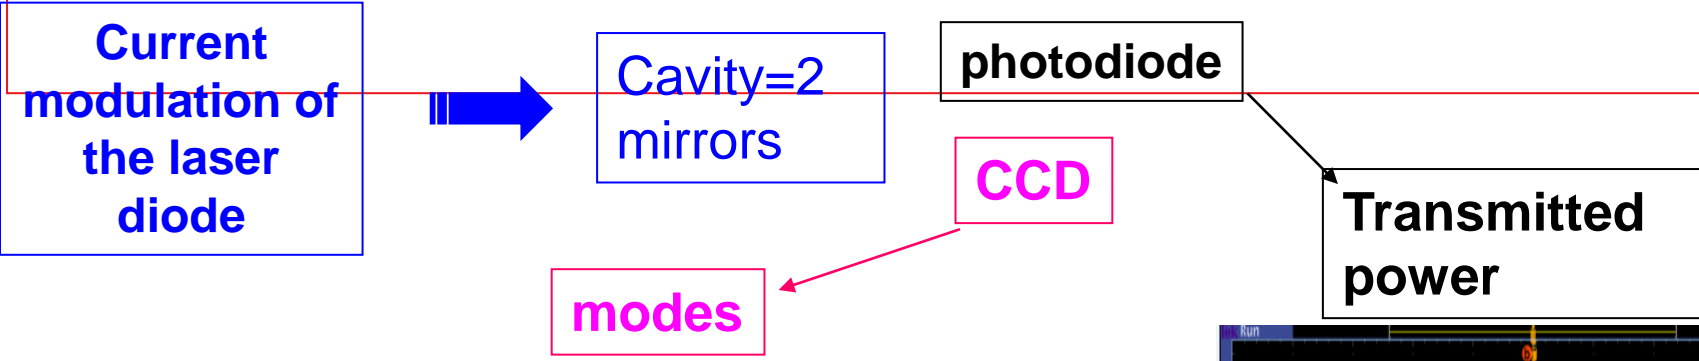 Current
modulation of
the laser
diode
Cavity=2
mirrors
photodiode
CCD
modes
Transmitted
power
Run